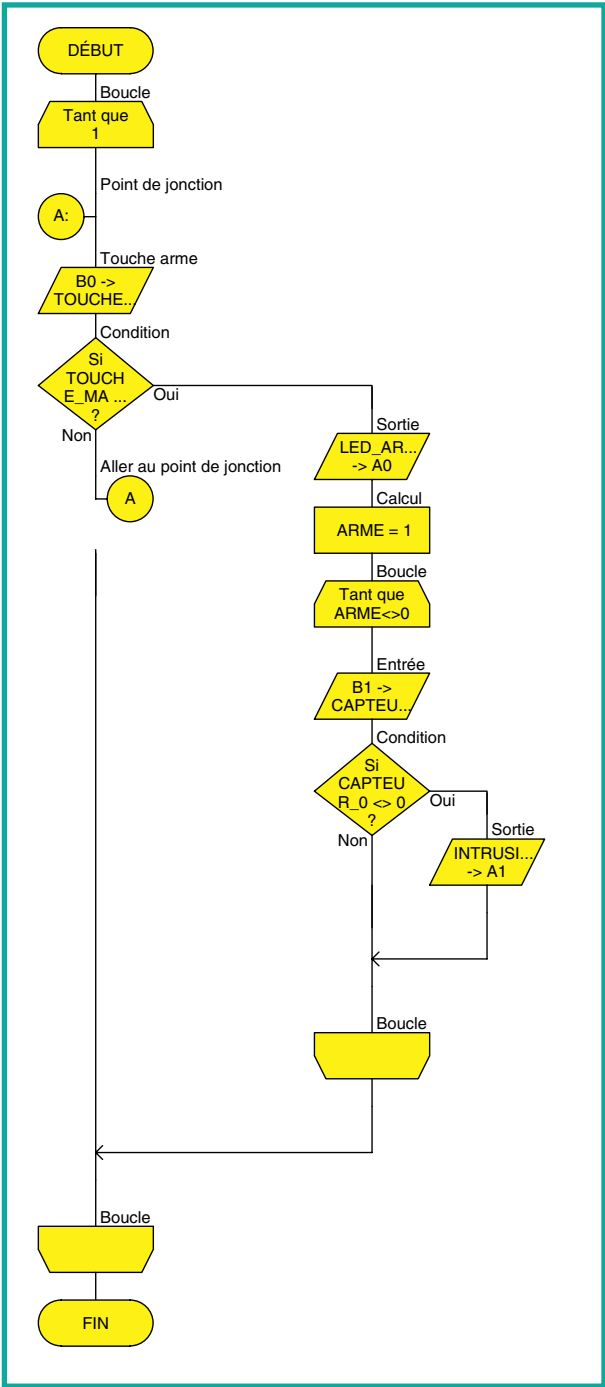 DÉBUT
Boucle
Tant que
1
Point de jonction
A:
Touche arme
B0 ->
TOUCHE...
Condition
Si
TOUCH
E_MA ...
?
Oui
Non
Aller au point de jonction
A
Sortie
LED_AR...
-> A0
Calcul
ARME = 1
Boucle
Tant que
ARME<>0
Entrée
B1 ->
CAPTEU...
Condition
Si
CAPTEU
R_0 <> 0
?
Oui
Non
Sortie
INTRUSI...
-> A1
Boucle
Boucle
FIN